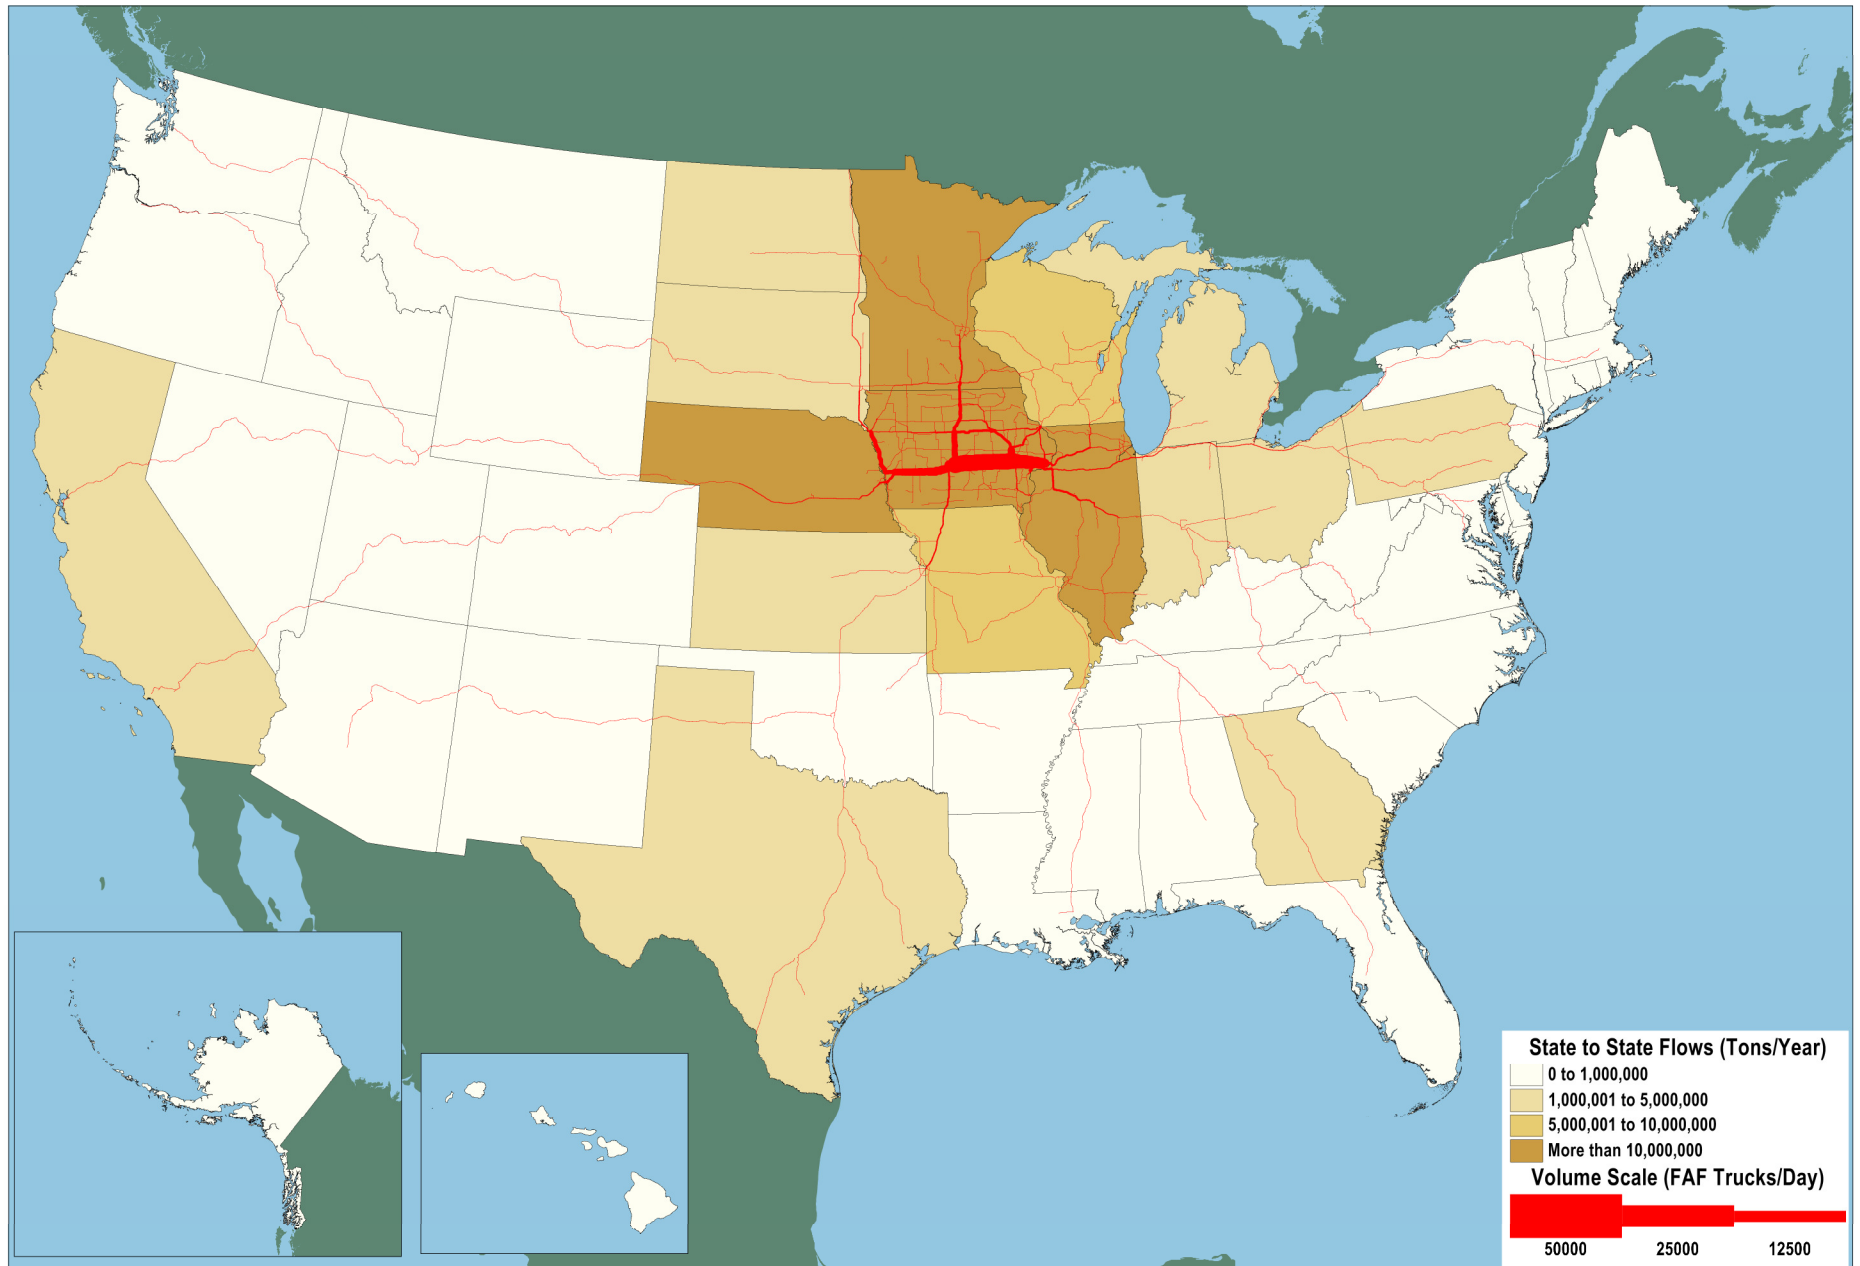 State to State Flows (Tons/Year)
0 to 1,000,000
1,000,001 to 5,000,000
5,000,001 to 10,000,000
More than 10,000,000
Volume Scale (FAF Trucks/Day)
50000 25000 12500